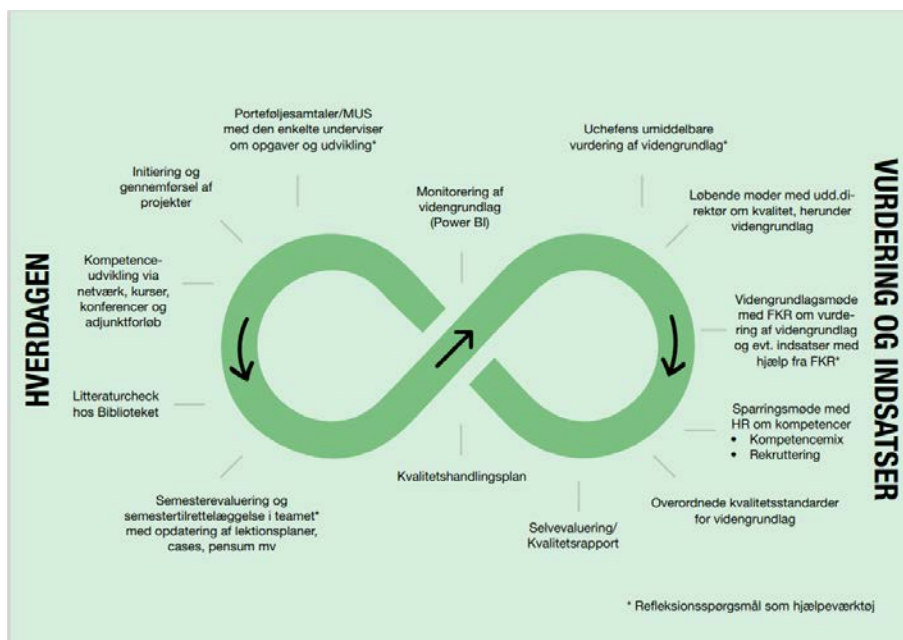 HVERDAGEN
Porteføljesamtaler/MUS
med den enkelte underviser
om opgaver og udvikling*
Initiering og
gennemførsel af
projekter
Kompetence-
udvikling via
netværk, kurser,
konferencer og
adjunktforløb
Litteraturcheck
hos Biblioteket
Semesterevaluering og
semestertilrettelæggelse i teamet*
med opdatering af lektionsplaner,
cases, pensum mv
Monitorering af
videngrundlag
(Power BI)
Kvalitetshandlingsplan
Uchefens umiddelbare
vurdering af videngrundlag*
Løbende møder med udd.di-
rektør om kvalitet, herunder
videngrundlag
Videngrundlagsmøde
med FKR om vurde-
ring af videngrundlag
og evt. indsatser med
hjælp fra FKR*
Sparringsmøde med
HR om kompetencer
• Kompetencemix
• Rekruttering
Overordnede kvalitetsstandarder
for videngrundlag
Selvevaluering/
Kvalitetsrapport
VURDERING OG INDSATSER
* Refleksionsspørgsmål som hjælpeværktøj